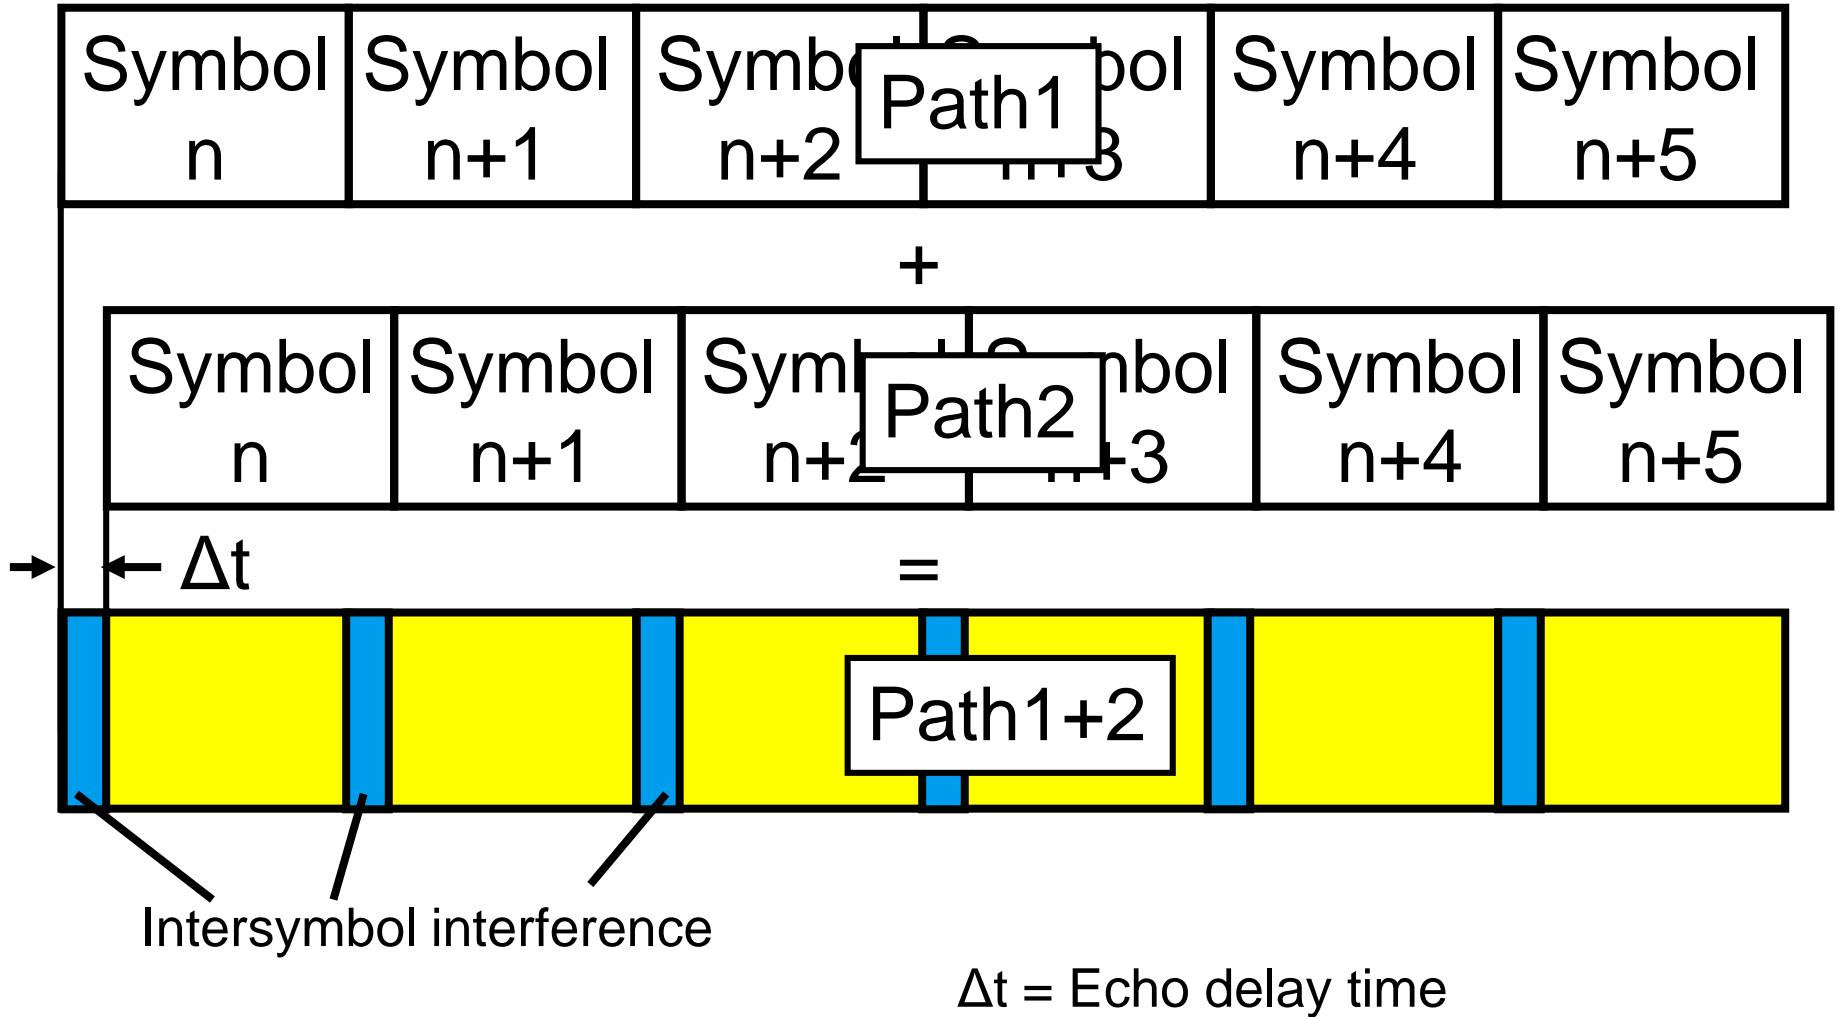 Symbol Symbol Symbol Symbol Symbol
n n+1 n+2 n+4 n+5
Path1
+
Symbol Symbol Symbol Symbol
n n+1 n+4 n+5
Path2
Δt
=
Path1+2
Intersymbol interference
Δt = Echo delay time